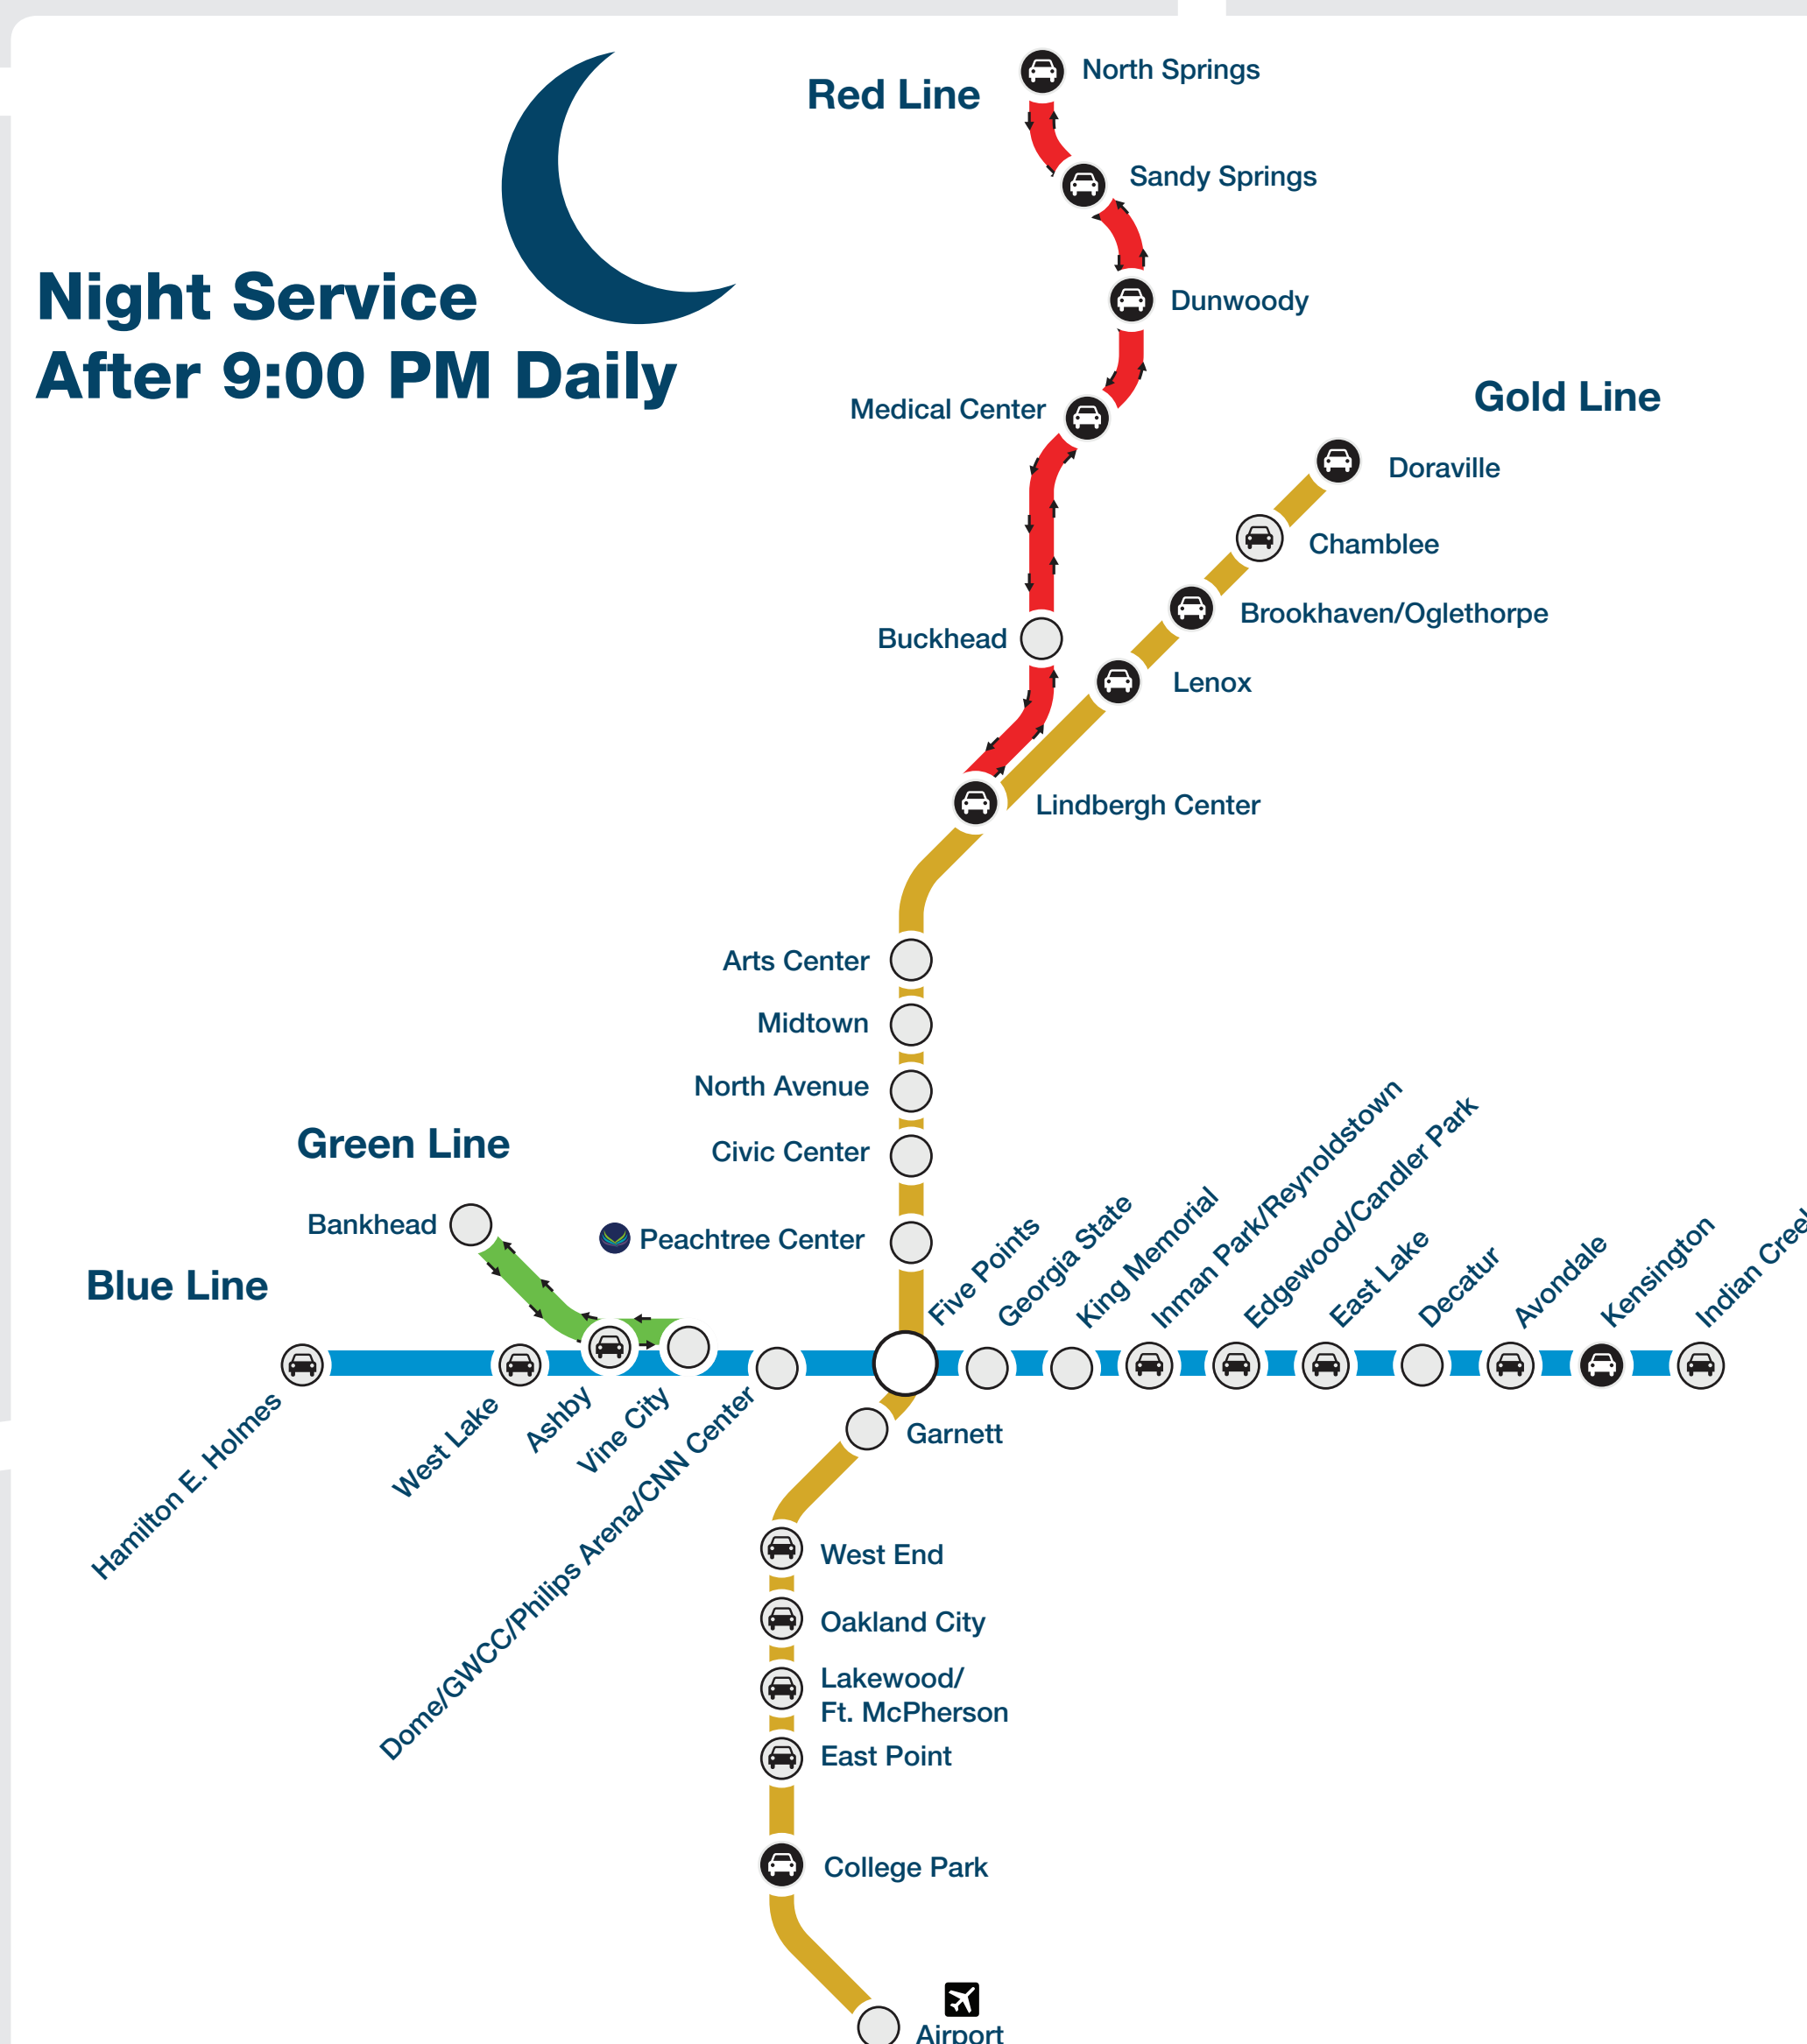 Red Line
North Springs
Sandy Springs
Night Service
After 9:00 PM Daily
Dunwoody
Medical Center
Gold Line
Doraville
Chamblee
Brookhaven/Oglethorpe
Buckhead
Lenox
Lindbergh Center
Arts Center
Midtown
North Avenue
Civic Center
Green Line
Bankhead
Peachtree Center
Blue Line
Five Points
Georgia State
King Memorial
Inman Park/Reynoldstown
Edgewood/Candler Park
East Lake
Decatur
Avondale
Kensington
Indian Creek
Hamilton E. Holmes
West Lake
Ashby
Vine City
Dome/GWCC/Philips Arena/CNN Center
Garnett
West End
Oakland City
Lakewood/
Ft. McPherson
East Point
College Park
Airport